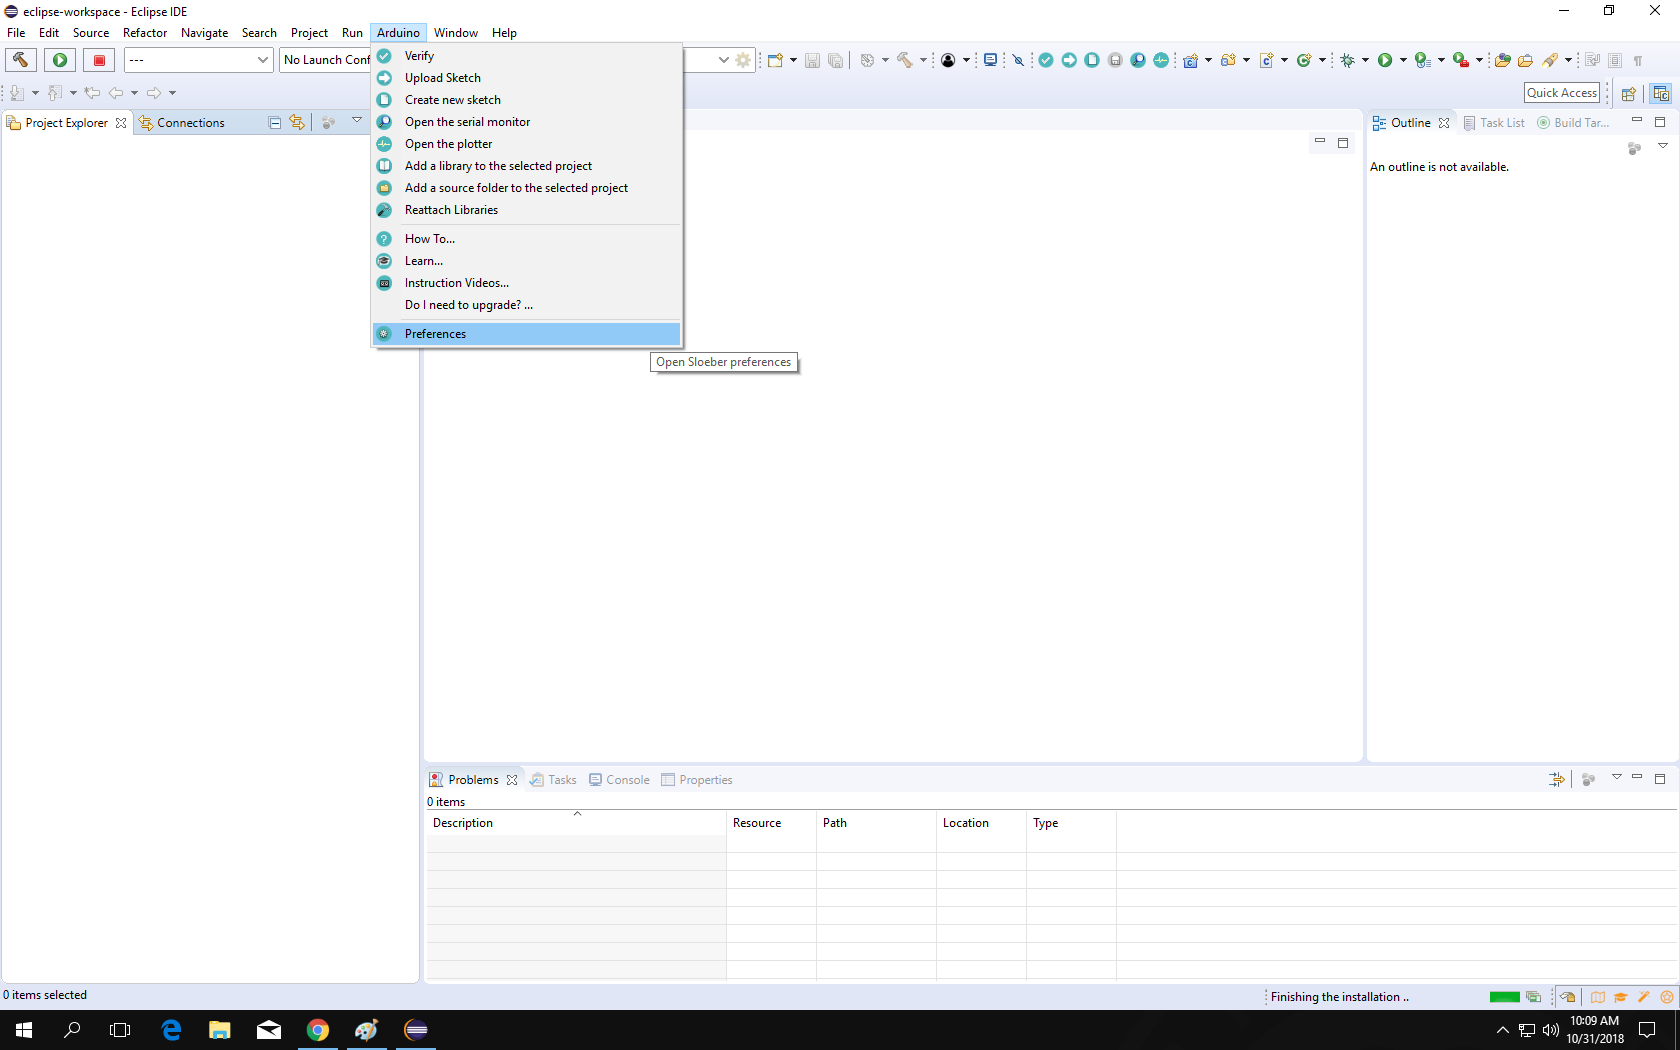 eclipse-workspace - Eclipse IDE
File Edit Source Refactor Navigate Search Project Run Arduino Window Help
--- No Launch Conf
Quick Access
Project Explorer Connections
Verify
Upload Sketch
Create new sketch
Open the serial monitor
Open the plotter
Add a library to the selected project
Add a source folder to the selected project
Reattach Libraries
How To...
Learn...
Instruction Videos...
Do I need to upgrade? ...
Preferences
Open Sloeber preferences
Outline Task List Build Tar...
An outline is not available.
Problems Tasks Console Properties
0 items
Description Resource Path Location Type
0 items selected
Finishing the installation ..
10:09 AM
10/31/2018